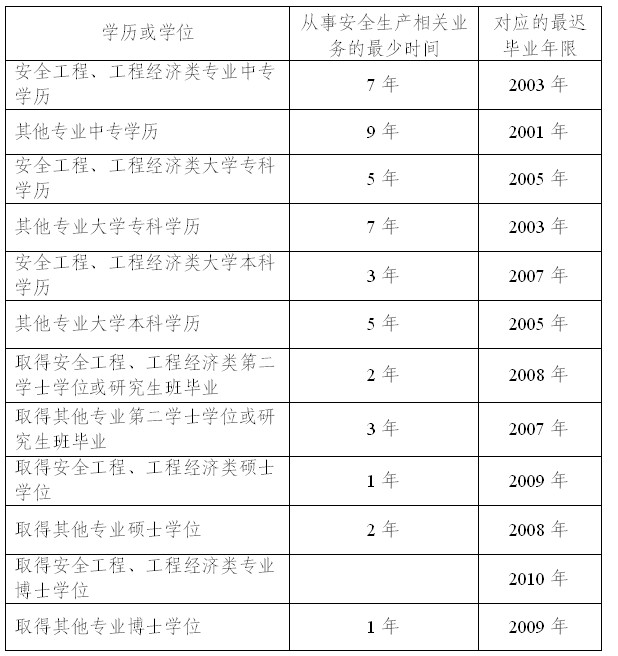 学历或学位
从事安全生产相关业
务的最少时间
对应的最迟
毕业年限
安全工程、工程经济类专业中专
学历
7 年
2003 年
其他专业中专学历
9 年
2001 年
安全工程、工程经济类大学专科
学历
5 年
2005 年
其他专业大学专科学历
7 年
2003 年
安全工程、工程经济类大学本科
学历
3 年
2007 年
其他专业大学本科学历
5 年
2005 年
取得安全工程、工程经济类第二
学士学位或研究生班毕业
2 年
2008 年
取得其他专业第二学士学位或研
究生班毕业
3 年
2007 年
取得安全工程、工程经济类硕士
学位
1 年
2009 年
取得其他专业硕士学位
2 年
2008 年
取得安全工程、工程经济类专业
博士学位
2010 年
取得其他专业博士学位
1 年
2009 年